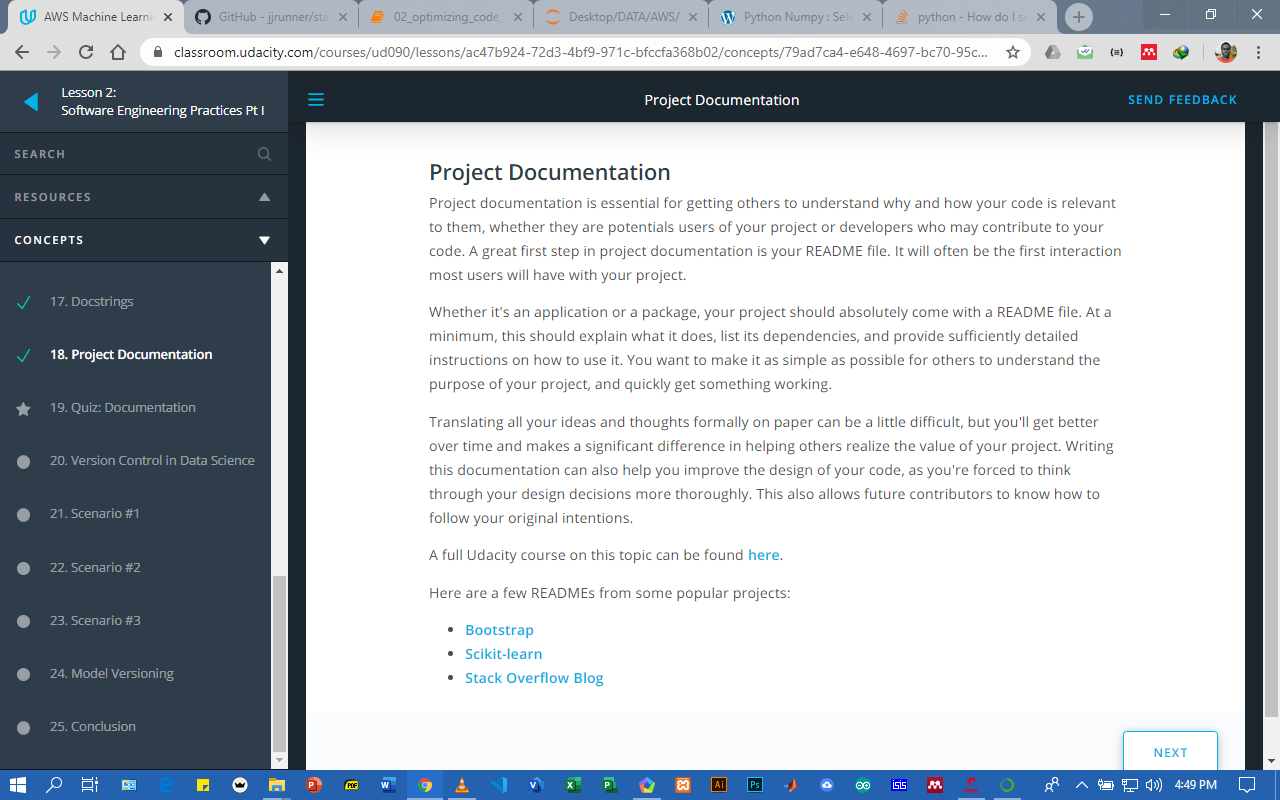 AWS Machine Learni
GitHub - jjrunner/sta
02_optimizing_code_
Desktop/DATA/AWS/
Python Numpy : Sele
python - How do I se
classroom.udacity.com/courses/ud090/lessons/ac47b924-72d3-4bf9-971c-bfccfa368b02/concepts/79ad7ca4-e648-4697-bc70-95c...
Lesson 2:
Software Engineering Practices Pt I
SEARCH
RESOURCES
CONCEPTS
17. Docstrings
18. Project Documentation
19. Quiz: Documentation
20. Version Control in Data Science
21. Scenario #1
22. Scenario #2
23. Scenario #3
24. Model Versioning
25. Conclusion
Project Documentation
SEND FEEDBACK
Project Documentation
Project documentation is essential for getting others to understand why and how your code is relevant
to them, whether they are potentials users of your project or developers who may contribute to your
code. A great first step in project documentation is your README file. It will often be the first interaction
most users will have with your project.
Whether it's an application or a package, your project should absolutely come with a README file. At a
minimum, this should explain what it does, list its dependencies, and provide sufficiently detailed
instructions on how to use it. You want to make it as simple as possible for others to understand the
purpose of your project, and quickly get something working.
Translating all your ideas and thoughts formally on paper can be a little difficult, but you'll get better
over time and makes a significant difference in helping others realize the value of your project. Writing
this documentation can also help you improve the design of your code, as you're forced to think
through your design decisions more thoroughly. This also allows future contributors to know how to
follow your original intentions.
A full Udacity course on this topic can be found here.
Here are a few READMEs from some popular projects:
• Bootstrap
• Scikit-learn
• Stack Overflow Blog
NEXT
4:49 PM